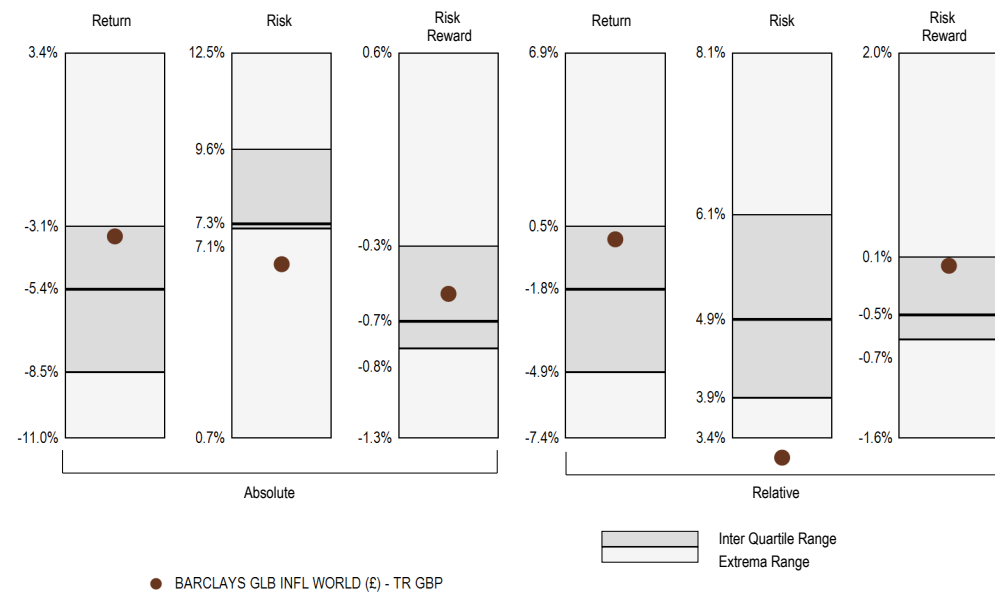 Return
Risk
Risk
Reward
Return
Risk
Risk
Reward
3.4%
-3.1%
-5.4%
-8.5%
-11.0%
12.5%
9.6%
7.3%
7.1%
0.7%
0.6%
-0.3%
-0.7%
-0.8%
-1.3%
6.9%
0.5%
-1.8%
-4.9%
-7.4%
8.1%
6.1%
4.9%
3.9%
3.4%
2.0%
0.1%
-0.5%
-0.7%
-1.6%
Absolute
Relative
Inter Quartile Range
Extrema Range
BARCLAYS GLB INFL WORLD (£) - TR GBP